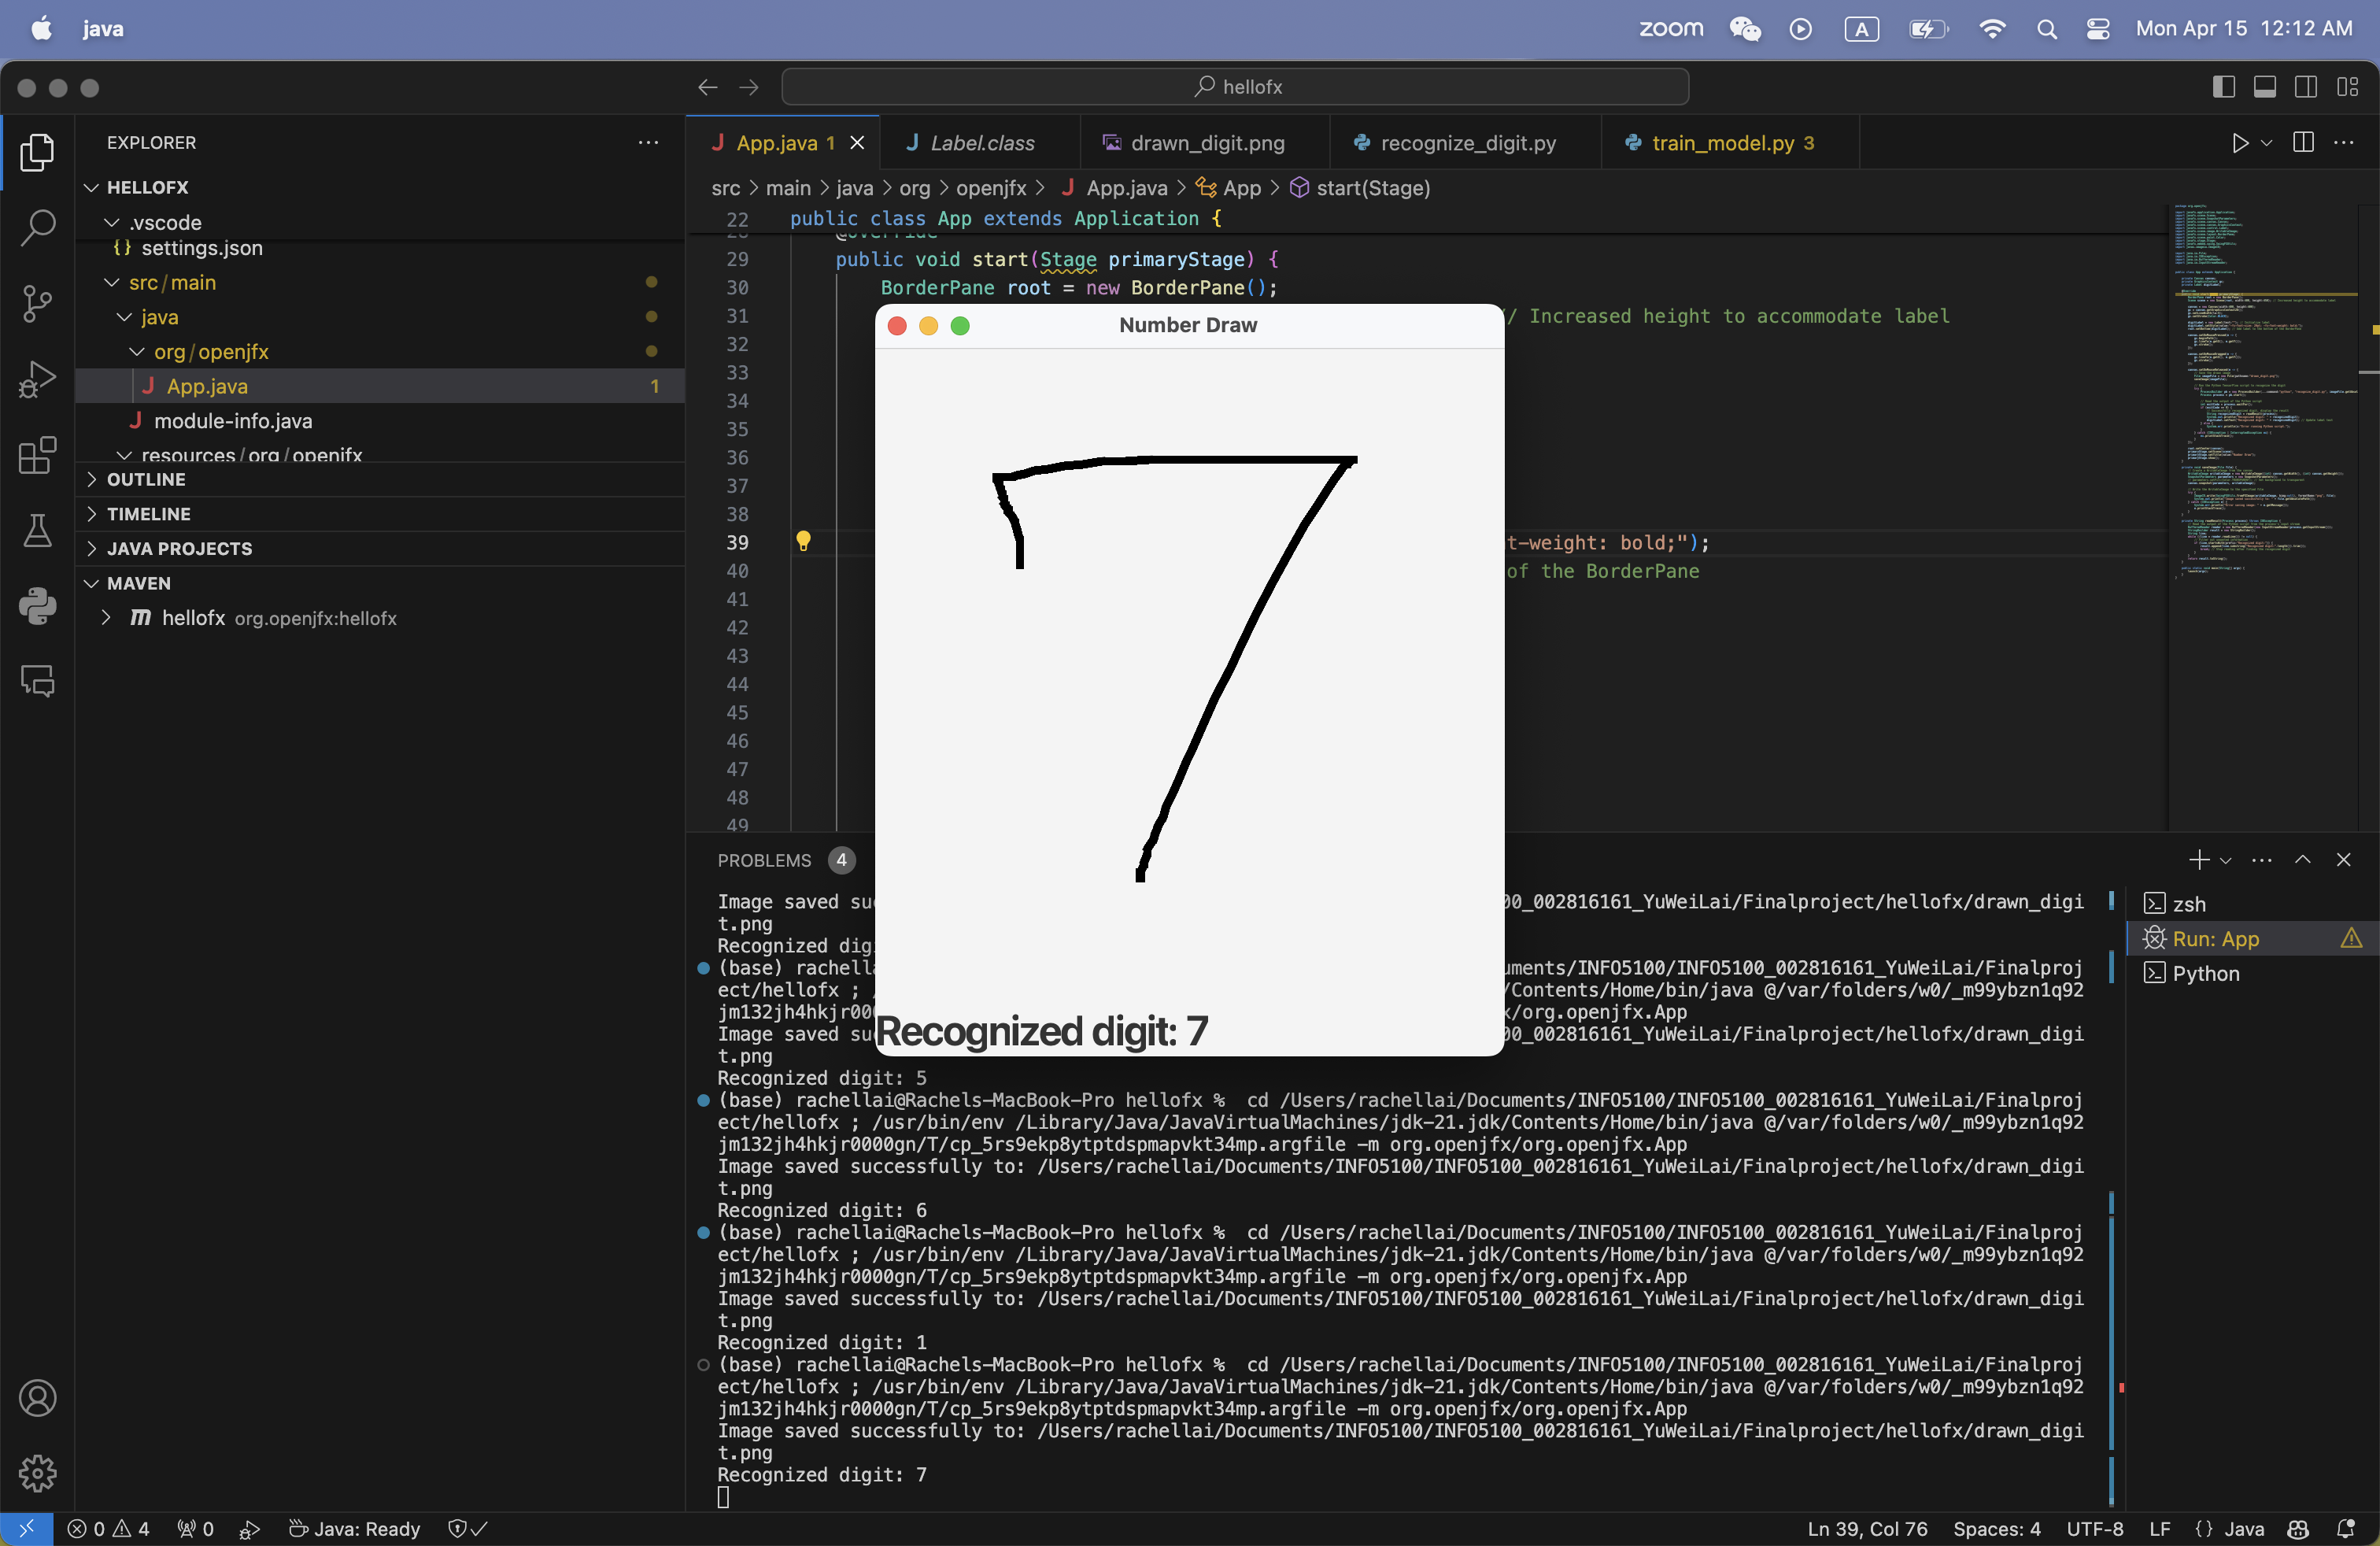 java
zoom
A
Mon Apr 15 12:12 AM
hellofx
EXPLORER
HELLOFX
.vscode
{} settings.json
src/main
java
org/openjfx
J App.java 1
J module-info.java
resources/org/openjfx
OUTLINE
TIMELINE
JAVA PROJECTS
MAVEN
m hellofx org.openjfx:hellofx
J App.java 1
J Label.class
drawn_digit.png
recognize_digit.py
train_model.py 3
src > main > java > org > openjfx > J App.java > App > start(Stage)
22 public class App extends Application {
29 public void start(Stage primaryStage) {
30 BorderPane root = new BorderPane();
31 / Increased height to accommodate label
32
33
34
35
36
37
38
39 t-weight: bold;");
40 of the BorderPane
41
42
43
44
45
46
47
48
49
Number Draw
7
Recognized digit: 7
PROBLEMS 4
Image saved su 00_002816161_YuWeiLai/Finalproject/hellofx/drawn_digi
t.png
Recognized dig
(base) rachella uments/INFO5100/INFO5100_002816161_YuWeiLai/Finalproj
ect/hellofx ; /Contents/Home/bin/java @/var/folders/w0/_m99ybzn1q92
jm132jh4hkjr00 x/org.openjfx.App
Image saved su 00_002816161_YuWeiLai/Finalproject/hellofx/drawn_digi
t.png
Recognized digit: 5
(base) rachellai@Rachels-MacBook-Pro hellofx % cd /Users/rachellai/Documents/INFO5100/INFO5100_002816161_YuWeiLai/Finalproj
ect/hellofx ; /usr/bin/env /Library/Java/JavaVirtualMachines/jdk-21.jdk/Contents/Home/bin/java @/var/folders/w0/_m99ybzn1q92
jm132jh4hkjr0000gn/T/cp_5rs9ekp8ytptdspmapvkt34mp.argfile -m org.openjfx/org.openjfx.App
Image saved successfully to: /Users/rachellai/Documents/INFO5100/INFO5100_002816161_YuWeiLai/Finalproject/hellofx/drawn_digi
t.png
Recognized digit: 6
(base) rachellai@Rachels-MacBook-Pro hellofx % cd /Users/rachellai/Documents/INFO5100/INFO5100_002816161_YuWeiLai/Finalproj
ect/hellofx ; /usr/bin/env /Library/Java/JavaVirtualMachines/jdk-21.jdk/Contents/Home/bin/java @/var/folders/w0/_m99ybzn1q92
jm132jh4hkjr0000gn/T/cp_5rs9ekp8ytptdspmapvkt34mp.argfile -m org.openjfx/org.openjfx.App
Image saved successfully to: /Users/rachellai/Documents/INFO5100/INFO5100_002816161_YuWeiLai/Finalproject/hellofx/drawn_digi
t.png
Recognized digit: 1
(base) rachellai@Rachels-MacBook-Pro hellofx % cd /Users/rachellai/Documents/INFO5100/INFO5100_002816161_YuWeiLai/Finalproj
ect/hellofx ; /usr/bin/env /Library/Java/JavaVirtualMachines/jdk-21.jdk/Contents/Home/bin/java @/var/folders/w0/_m99ybzn1q92
jm132jh4hkjr0000gn/T/cp_5rs9ekp8ytptdspmapvkt34mp.argfile -m org.openjfx/org.openjfx.App
Image saved successfully to: /Users/rachellai/Documents/INFO5100/INFO5100_002816161_YuWeiLai/Finalproject/hellofx/drawn_digi
t.png
Recognized digit: 7
zsh
Run: App
Python
0 4 0 Java: Ready
Ln 39, Col 76 Spaces: 4 UTF-8 LF {} Java